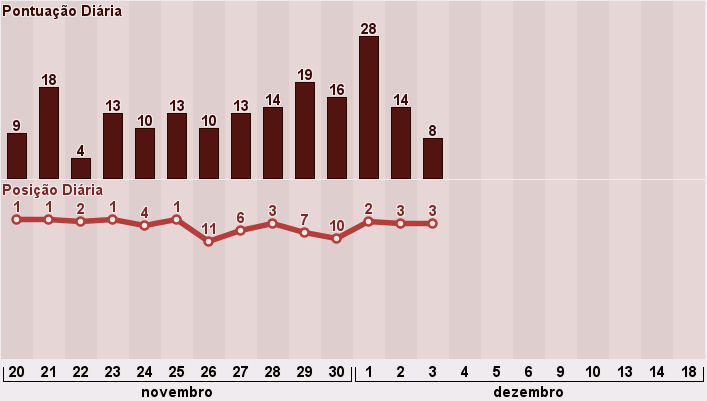 Pontuação Diária
9 18 4 13 10 13 10 13 14 19 16 28 14 8
Posição Diária
1 1 2 1 4 1 11 6 3 7 10 2 3 3
20 21 22 23 24 25 26 27 28 29 30 1 2 3 4 5 6 9 10 13 14 18
novembro dezembro